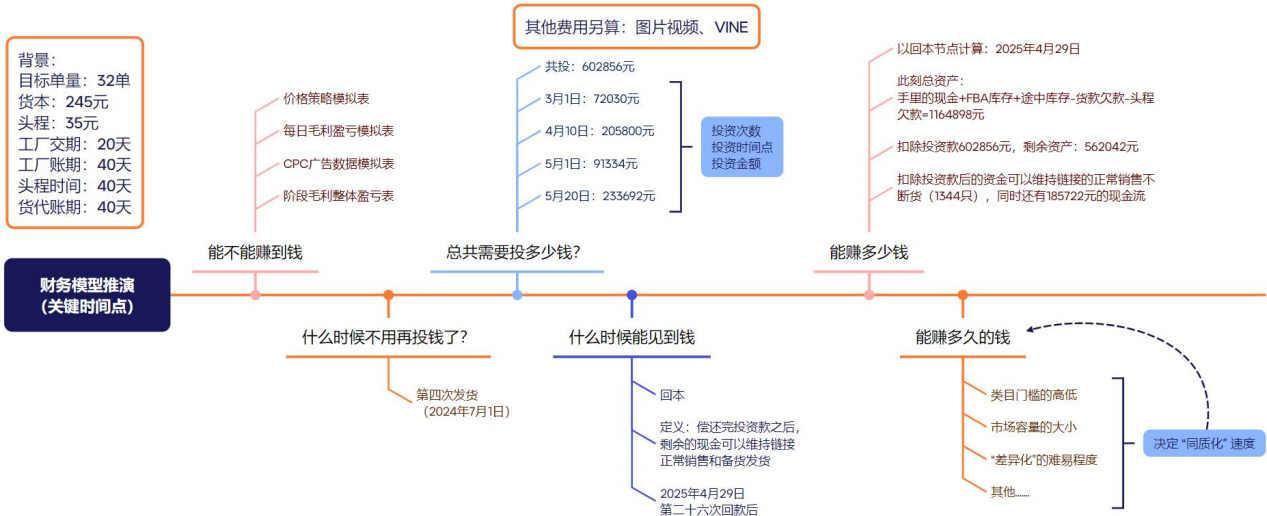 其他费用另算：图片视频、VINE
背景：
目标单量：32单
货本：245元
头程：35元
工厂交期：20天
工厂账期：40天
头程时间：40天
货代账期：40天
财务模型推演
（关键时间点）
能不能赚到钱
价格策略模拟表
每日毛利盈亏模拟表
CPC广告数据模拟表
阶段毛利整体盈亏表
什么时候不用再投钱了？
第四次发货
（2024年7月1日）
总共需要投多少钱？
共投：602856元
3月1日：72030元
4月10日：205800元
5月1日：91334元
5月20日：233692元
投资次数
投资时间点
投资金额
什么时候能见到钱
回本
定义：偿还完投资款之后，
剩余的现金可以维持链接
正常销售和备货发货
2025年4月29日
第二十六次回款后
能赚多少钱
以回本节点计算：2025年4月29日
此刻总资产：
手里的现金+FBA库存+途中库存-货款欠款-头程
欠款=1164898元
扣除投资款602856元，剩余资产：562042元
扣除投资款后的资金可以维持链接的正常销售不
断货（1344只），同时还有185722元的现金流
能赚多久的钱
类目门槛的高低
市场容量的大小
“差异化”的难易程度
其他......
决定 “同质化” 速度